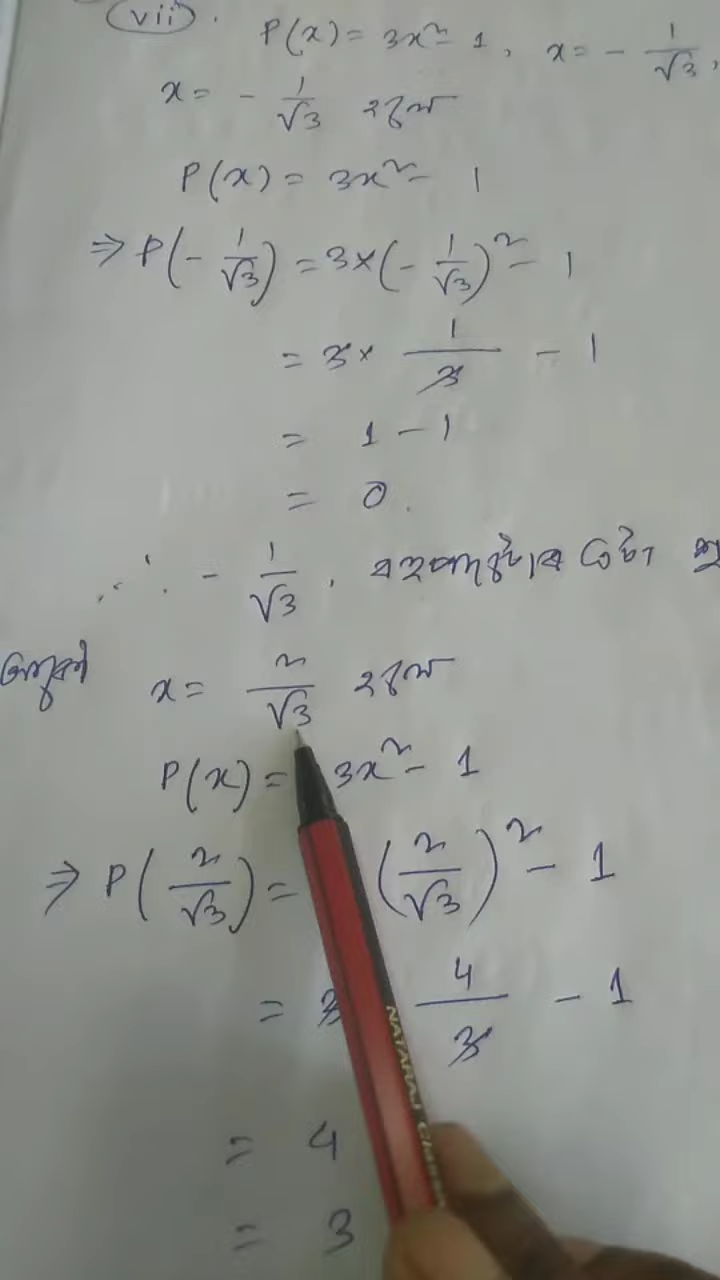 (vii). P(x) = 3x² - 1, x = - 1/√3,
x = - 1/√3 হলে
P(x) = 3x² - 1
⇒ P(- 1/√3) = 3×(- 1/√3)² - 1
= 3× 1/3 - 1
= 1 - 1
= 0.
∴ - 1/√3, বহুপদটোৰ এটা
x = 2/√3 হলে
P(x) = 3x² - 1
⇒ P(2/√3) = (2/√3)² - 1
= 3 4/3 - 1
= 4
= 3
NATARAJ